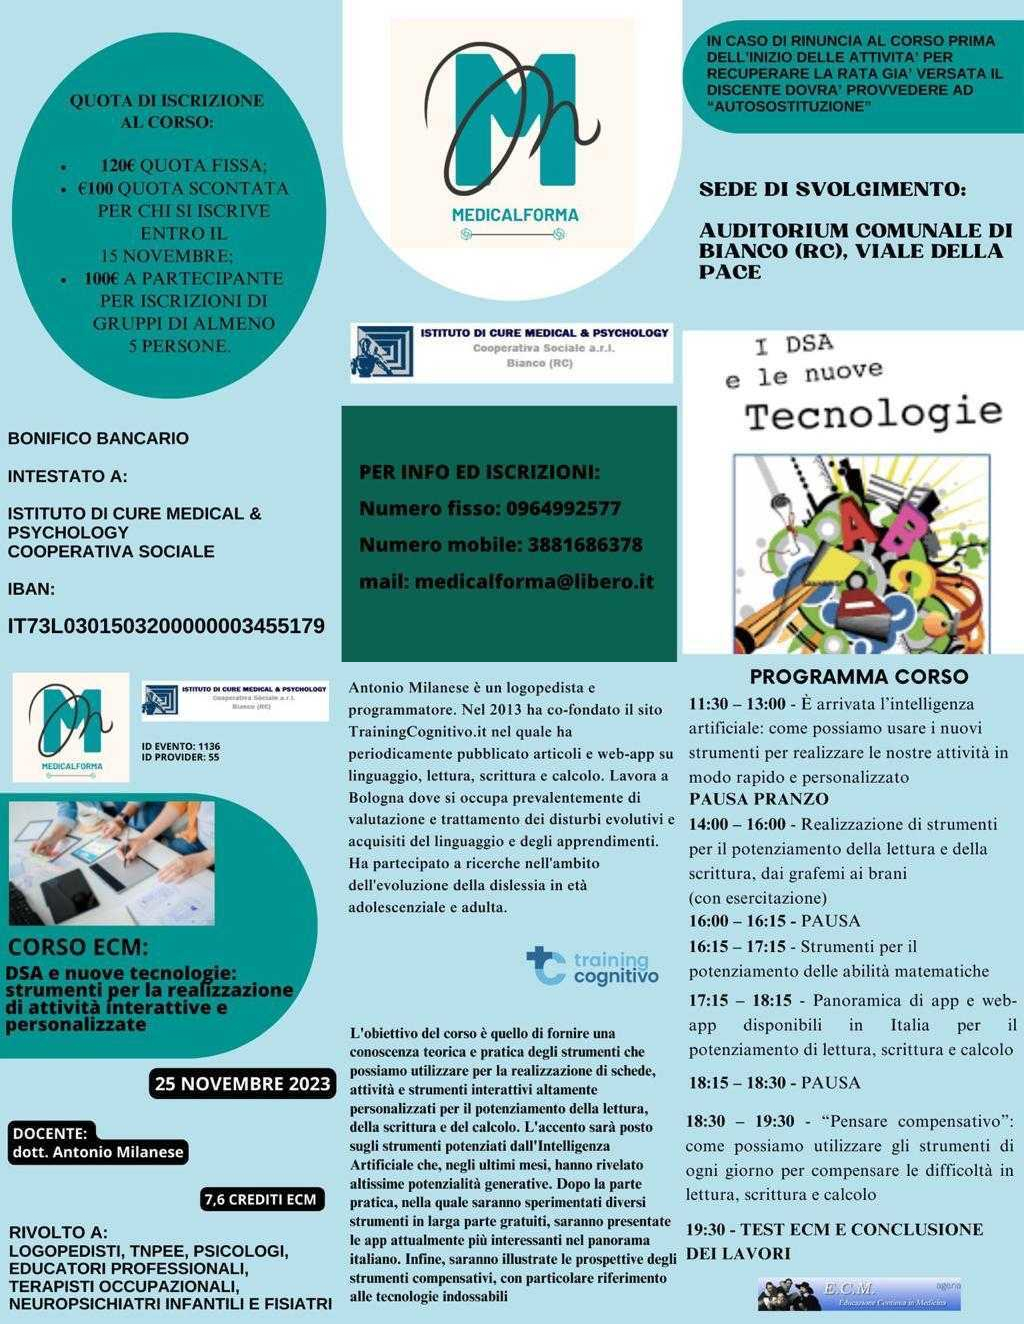 QUOTA DI ISCRIZIONE
AL CORSO:
• 120€ QUOTA FISSA;
• €100 QUOTA SCONTATA
PER CHI SI ISCRIVE
ENTRO IL
15 NOVEMBRE;
• 100€ A PARTECIPANTE
PER ISCRIZIONI DI
GRUPPI DI ALMENO
5 PERSONE.
BONIFICO BANCARIO
INTESTATO A:
ISTITUTO DI CURE MEDICAL &
PSYCHOLOGY
COOPERATIVA SOCIALE
IBAN:
IT73L0301503200000003455179
M
MEDICALFORMA
ISTITUTO DI CURE MEDICAL & PSYCHOLOGY
Cooperativa Sociale a.r.l.
Bianco (RC)
PER INFO ED ISCRIZIONI:
Numero fisso: 0964992577
Numero mobile: 3881686378
mail: medicalforma@libero.it
IN CASO DI RINUNCIA AL CORSO PRIMA
DELL'INIZIO DELLE ATTIVITA' PER
RECUPERARE LA RATA GIA' VERSATA IL
DISCENTE DOVRA' PROVVEDERE AD
“AUTOSOSTITUZIONE”
SEDE DI SVOLGIMENTO:
AUDITORIUM COMUNALE DI
BIANCO (RC), VIALE DELLA
PACE
I DSA
e le nuove
Tecnologie
A B
M
MEDICALFORMA
ISTITUTO DI CURE MEDICAL & PSYCHOLOGY
Cooperativa Sociale a.r.l.
Bianco (RC)
ID EVENTO: 1136
ID PROVIDER: 55
CORSO ECM:
DSA e nuove tecnologie:
strumenti per la realizzazione
di attività interattive e
personalizzate
25 NOVEMBRE 2023
DOCENTE:
dott. Antonio Milanese
7,6 CREDITI ECM
RIVOLTO A:
LOGOPEDISTI, TNPEE, PSICOLOGI,
EDUCATORI PROFESSIONALI,
TERAPISTI OCCUPAZIONALI,
NEUROPSICHIATRI INFANTILI E FISIATRI
Antonio Milanese è un logopedista e
programmatore. Nel 2013 ha co-fondato il sito
TrainingCognitivo.it nel quale ha
periodicamente pubblicato articoli e web-app su
linguaggio, lettura, scrittura e calcolo. Lavora a
Bologna dove si occupa prevalentemente di
valutazione e trattamento dei disturbi evolutivi e
acquisiti del linguaggio e degli apprendimenti.
Ha partecipato a ricerche nell'ambito
dell'evoluzione della dislessia in età
adolescenziale e adulta.
training
cognitivo
L'obiettivo del corso è quello di fornire una
conoscenza teorica e pratica degli strumenti che
possiamo utilizzare per la realizzazione di schede,
attività e strumenti interattivi altamente
personalizzati per il potenziamento della lettura,
della scrittura e del calcolo. L'accento sarà posto
sugli strumenti potenziati dall'Intelligenza
Artificiale che, negli ultimi mesi, hanno rivelato
altissime potenzialità generative. Dopo la parte
pratica, nella quale saranno sperimentati diversi
strumenti in larga parte gratuiti, saranno presentate
le app attualmente più interessanti nel panorama
italiano. Infine, saranno illustrate le prospettive degli
strumenti compensativi, con particolare riferimento
alle tecnologie indossabili
PROGRAMMA CORSO
11:30 – 13:00 - È arrivata l'intelligenza
artificiale: come possiamo usare i nuovi
strumenti per realizzare le nostre attività in
modo rapido e personalizzato
PAUSA PRANZO
14:00 – 16:00 - Realizzazione di strumenti
per il potenziamento della lettura e della
scrittura, dai grafemi ai brani
(con esercitazione)
16:00 – 16:15 - PAUSA
16:15 – 17:15 - Strumenti per il
potenziamento delle abilità matematiche
17:15 – 18:15 - Panoramica di app e web-
app disponibili in Italia per il
potenziamento di lettura, scrittura e calcolo
18:15 – 18:30 - PAUSA
18:30 – 19:30 - “Pensare compensativo”:
come possiamo utilizzare gli strumenti di
ogni giorno per compensare le difficoltà in
lettura, scrittura e calcolo
19:30 - TEST ECM E CONCLUSIONE
DEI LAVORI
E.C.M.
Educazione Continua in Medicina